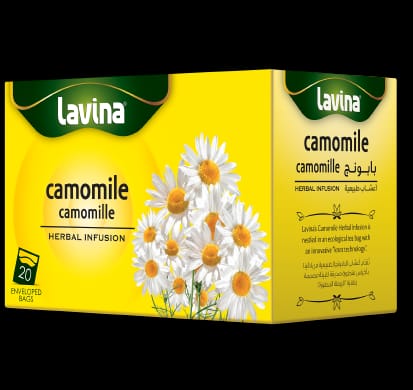 Lavina®
camomile
camomille
HERBAL INFUSION
20
ENVELOPED
BAGS
Lavina®
camomile
camomille بابونج
HERBAL INFUSION أعشاب طبيعية
Lavina's Camomile Herbal Infusion is
nestled in an ecological tea bag with
an innovative "knot technology".